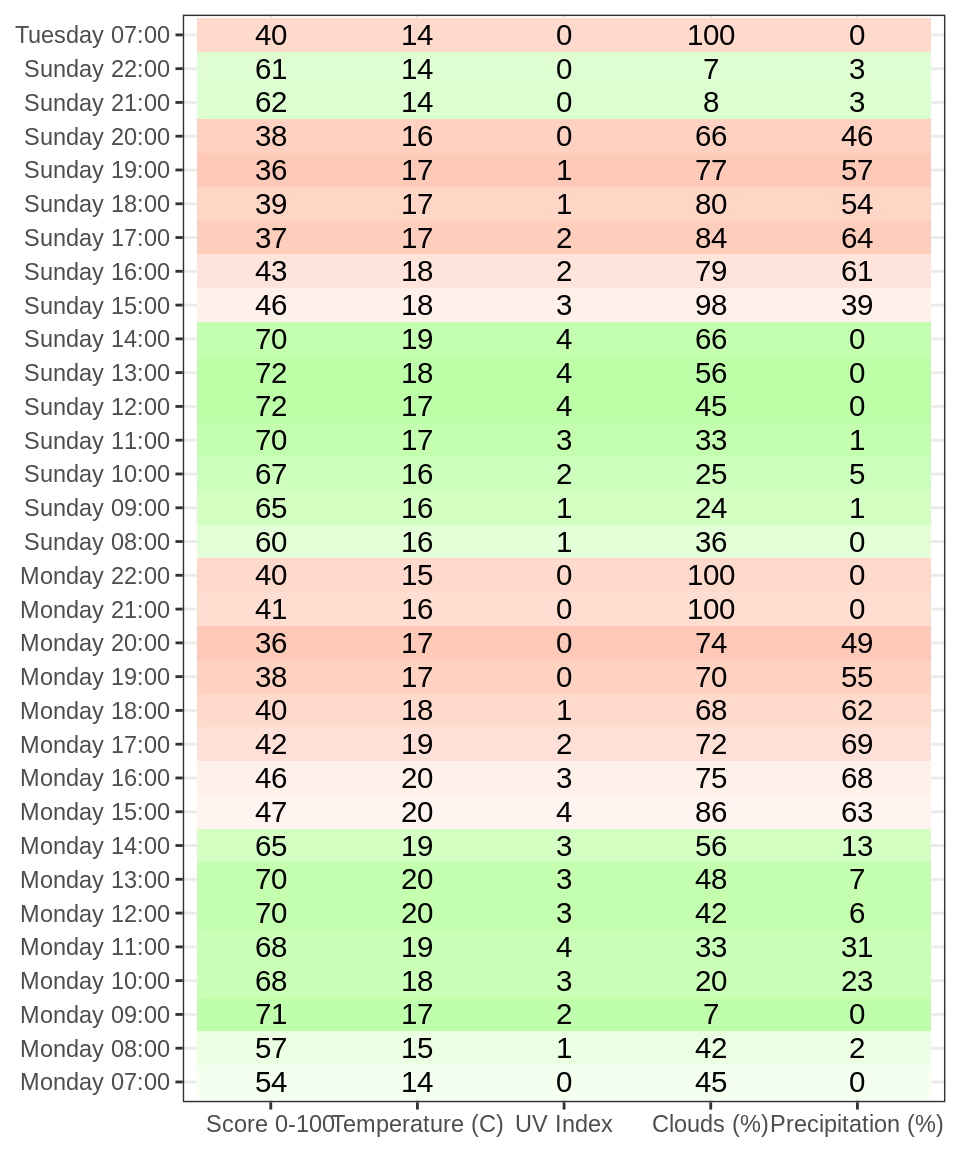 Tuesday 07:00 40 14 0 100 0
Sunday 22:00 61 14 0 7 3
Sunday 21:00 62 14 0 8 3
Sunday 20:00 38 16 0 66 46
Sunday 19:00 36 17 1 77 57
Sunday 18:00 39 17 1 80 54
Sunday 17:00 37 17 2 84 64
Sunday 16:00 43 18 2 79 61
Sunday 15:00 46 18 3 98 39
Sunday 14:00 70 19 4 66 0
Sunday 13:00 72 18 4 56 0
Sunday 12:00 72 17 4 45 0
Sunday 11:00 70 17 3 33 1
Sunday 10:00 67 16 2 25 5
Sunday 09:00 65 16 1 24 1
Sunday 08:00 60 16 1 36 0
Monday 22:00 40 15 0 100 0
Monday 21:00 41 16 0 100 0
Monday 20:00 36 17 0 74 49
Monday 19:00 38 17 0 70 55
Monday 18:00 40 18 1 68 62
Monday 17:00 42 19 2 72 69
Monday 16:00 46 20 3 75 68
Monday 15:00 47 20 4 86 63
Monday 14:00 65 19 3 56 13
Monday 13:00 70 20 3 48 7
Monday 12:00 70 20 3 42 6
Monday 11:00 68 19 4 33 31
Monday 10:00 68 18 3 20 23
Monday 09:00 71 17 2 7 0
Monday 08:00 57 15 1 42 2
Monday 07:00 54 14 0 45 0
Score 0-100 Temperature (C) UV Index Clouds (%) Precipitation (%)